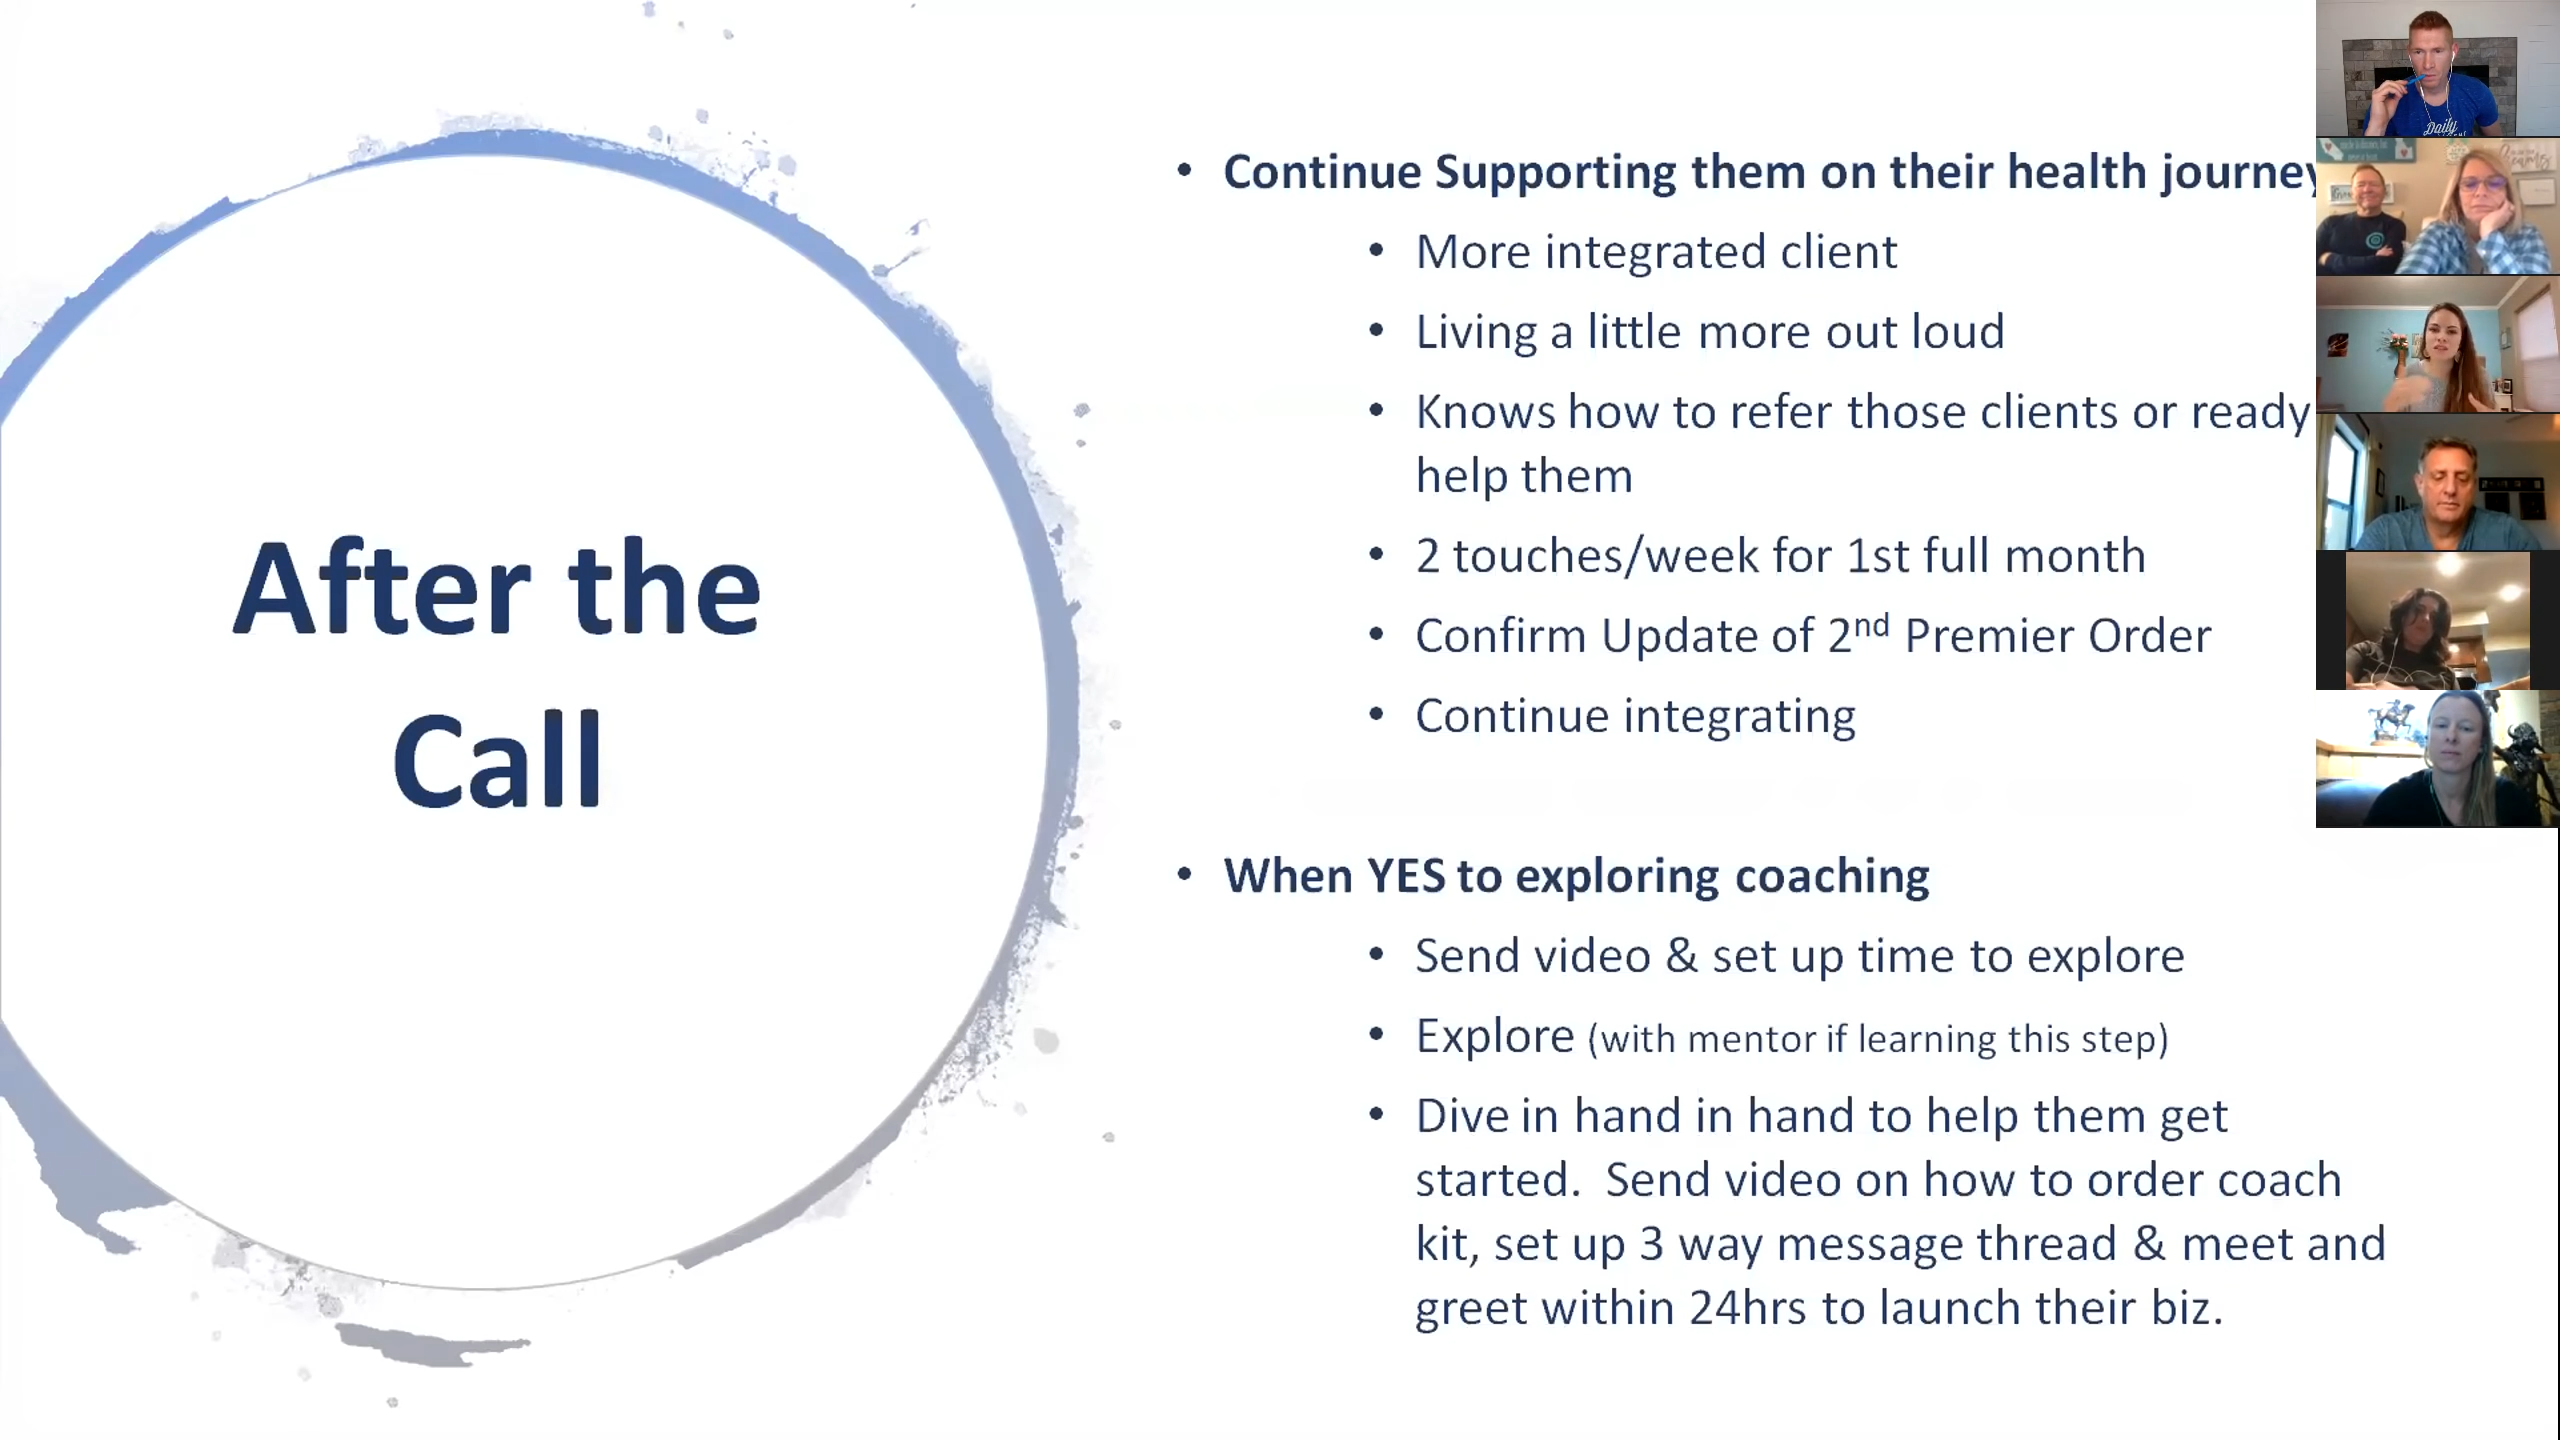 After the
Call
• Continue Supporting them on their health journey
• More integrated client
• Living a little more out loud
• Knows how to refer those clients or ready
help them
• 2 touches/week for 1st full month
• Confirm Update of 2nd Premier Order
• Continue integrating
• When YES to exploring coaching
• Send video & set up time to explore
• Explore (with mentor if learning this step)
• Dive in hand in hand to help them get
started.  Send video on how to order coach
kit, set up 3 way message thread & meet and
greet within 24hrs to launch their biz.
Daily